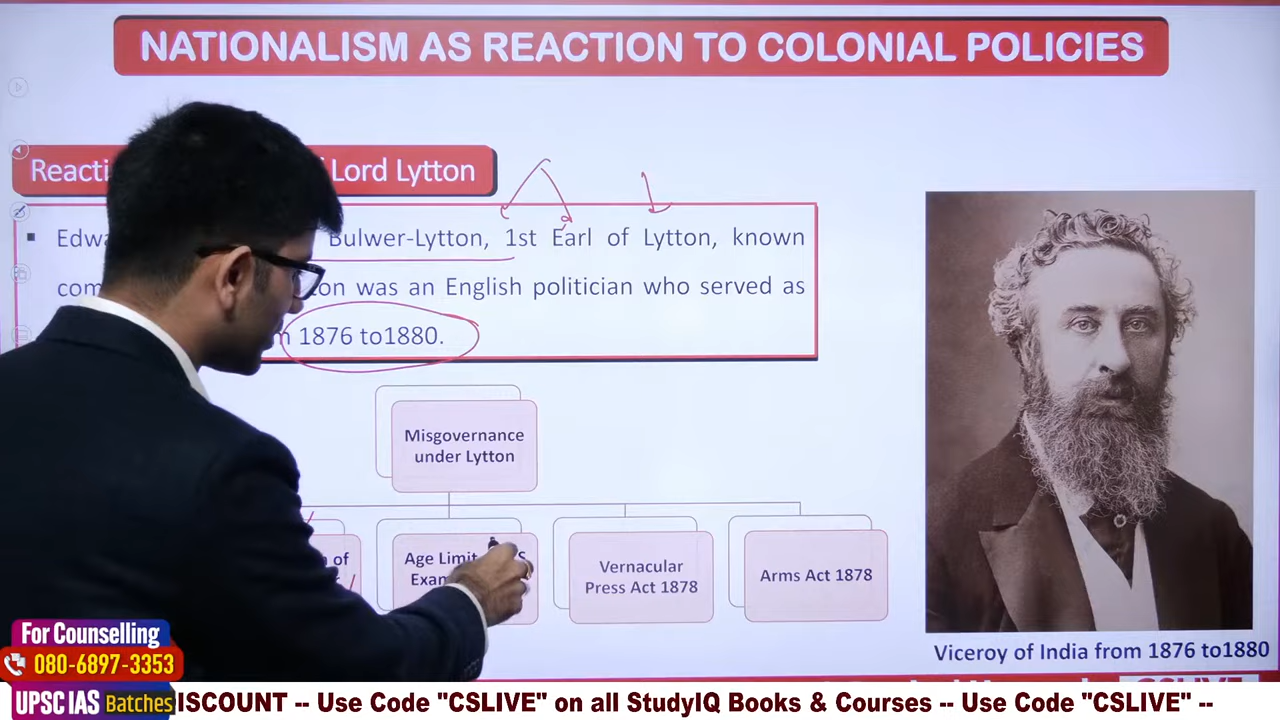 NATIONALISM AS REACTION TO COLONIAL POLICIES
Reacti Lord Lytton
▪ Edwa Bulwer-Lytton, 1st Earl of Lytton, known
com on was an English politician who served as
1876 to1880.
Misgovernance
under Lytton
of
Age Limit S
Exam
Vernacular
Press Act 1878
Arms Act 1878
Viceroy of India from 1876 to1880
For Counselling
080-6897-3353
UPSC IAS Batches
ISCOUNT -- Use Code "CSLIVE" on all StudyIQ Books & Courses -- Use Code "CSLIVE" --